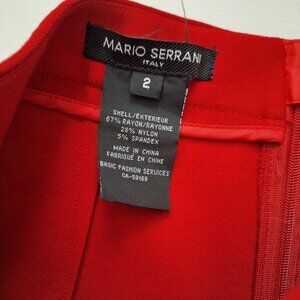 MARIO SERRANI
ITALY
2
SHELL/EXTÉRIEUR
67% RAYON/RAYONNE
28% NYLON
5% SPANDEX
MADE IN CHINA
FABRIQUÉ EN CHINE
BASIC FASHION SERVICES
CA-59169